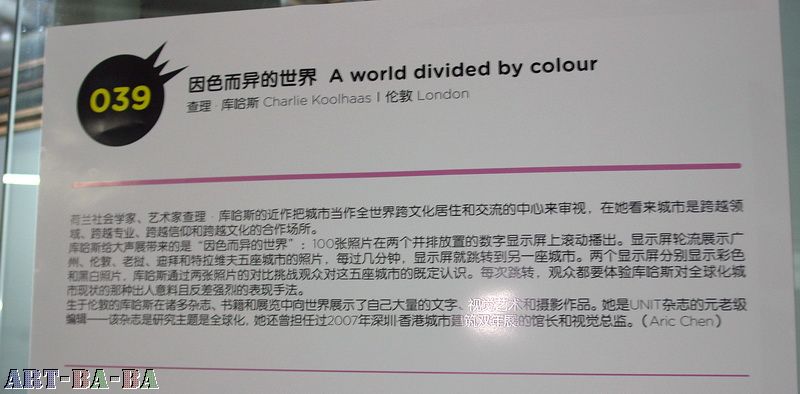 039
因色而异的世界 A world divided by colour
查理·库哈斯 Charlie Koolhaas | 伦敦 London
荷兰社会学家、艺术家查理·库哈斯的近作把城市当作全世界跨文化居住和交流的中心来审视，在她看来城市是跨越领
域、跨越专业、跨越信仰和跨越文化的合作场所。
库哈斯给大声展带来的是“因色而异的世界”：100张照片在两个并排放置的数字显示屏上滚动播出。显示屏轮流展示广
州、伦敦、老挝、迪拜和特拉维夫五座城市的照片，每过几分钟，显示屏就跳转到另一座城市。两个显示屏分别显示彩色
和黑白照片，库哈斯通过两张照片的对比挑战观众对这五座城市的既定认识。每次跳转，观众都要体验库哈斯对全球化城
市现状的那种出人意料且反差强烈的表现手法。
生于伦敦的库哈斯在诸多杂志、书籍和展览中向世界展示了自己大量的文字、视觉艺术和摄影作品。她是UNIT杂志的元老级
编辑——该杂志是研究主题是全球化，她还曾担任过2007年深圳·香港城市建筑双年展的馆长和视觉总监。（Aric Chen）
ART-BA-BA